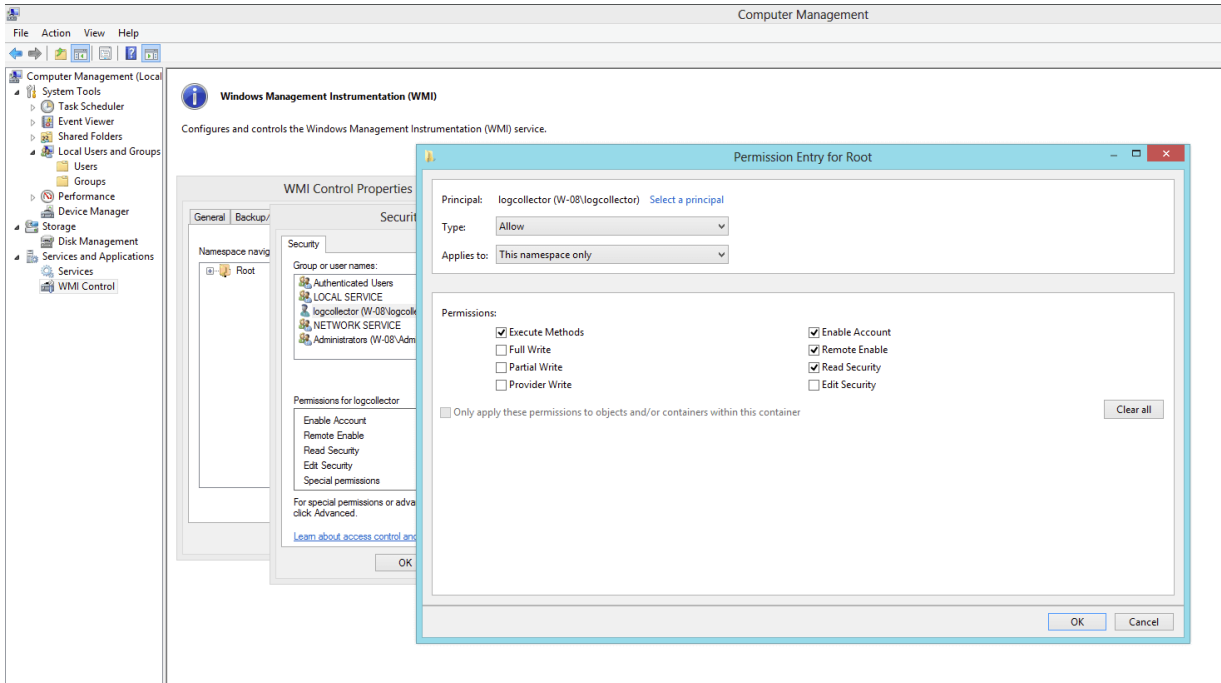 Computer Management
File Action View Help
Computer Management (Local
System Tools
Task Scheduler
Event Viewer
Shared Folders
Local Users and Groups
Users
Groups
Performance
Device Manager
Storage
Disk Management
Services and Applications
Services
WMI Control
Windows Management Instrumentation (WMI)
Configures and controls the Windows Management Instrumentation (WMI) service.
WMI Control Properties
General Backup/
Namespace navig
Root
Securit
Security
Group or user names:
Authenticated Users
LOCAL SERVICE
logcollector (W-08\logcolle
NETWORK SERVICE
Administrators (W-08\Adm
Permissions for logcollector
Enable Account
Remote Enable
Read Security
Edit Security
Special permissions
For special permissions or adva
click Advanced.
Learn about access control and
OK
Permission Entry for Root
Principal: logcollector (W-08\logcollector) Select a principal
Type: Allow
Applies to: This namespace only
Permissions:
Execute Methods Enable Account
Full Write Remote Enable
Partial Write Read Security
Provider Write Edit Security
Only apply these permissions to objects and/or containers within this container
Clear all
OK Cancel